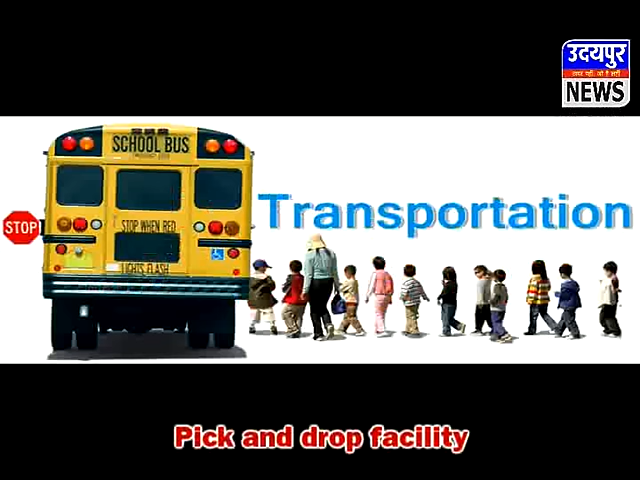 उदयपुर
NEWS
SCHOOL BUS
STOP
Transportation
STOP WHEN RED
LIGHTS FLASH
Pick and drop facility